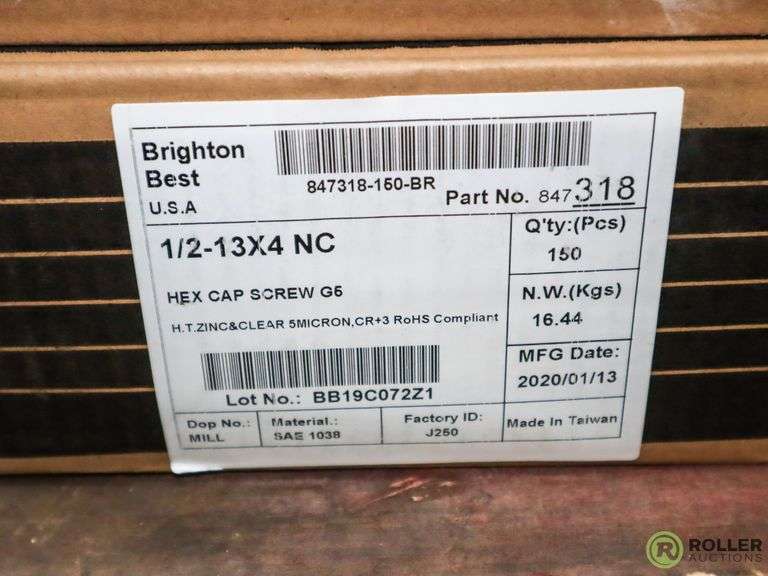 Brighton
Best
U.S.A
847318-150-BR
Part No. 847318
1/2-13X4 NC
Q'ty:(Pcs)
150
HEX CAP SCREW G5
H.T.ZINC&CLEAR 5MICRON,CR+3 RoHS Compliant
N.W.(Kgs)
16.44
MFG Date:
2020/01/13
Lot No.: BB19C072Z1
Dop No.:
MILL
Material.:
SAE 1038
Factory ID:
J250
Made In Taiwan
R ROLLER
AUCTIONS